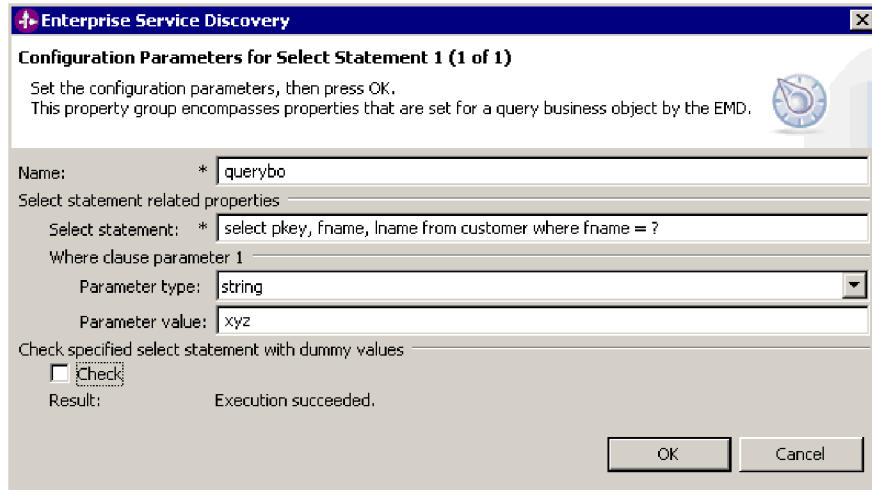 Enterprise Service Discovery
Configuration Parameters for Select Statement 1 (1 of 1)
Set the configuration parameters, then press OK.
This property group encompasses properties that are set for a query business object by the EMD.
Name: * querybo
Select statement related properties
Select statement: * select pkey, fname, lname from customer where fname = ?
Where clause parameter 1
Parameter type: string
Parameter value: xyz
Check specified select statement with dummy values
Check
Result: Execution succeeded.
OK Cancel